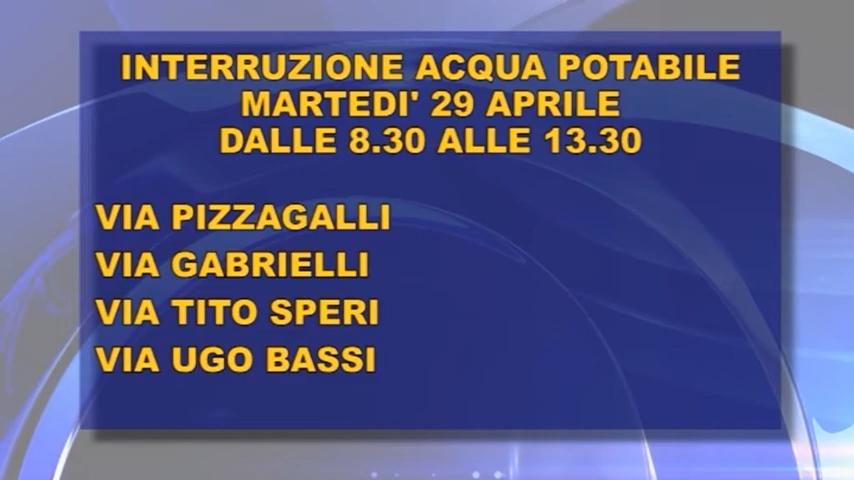 INTERRUZIONE ACQUA POTABILE
MARTEDI' 29 APRILE
DALLE 8.30 ALLE 13.30
VIA PIZZAGALLI
VIA GABRIELLI
VIA TITO SPERI
VIA UGO BASSI